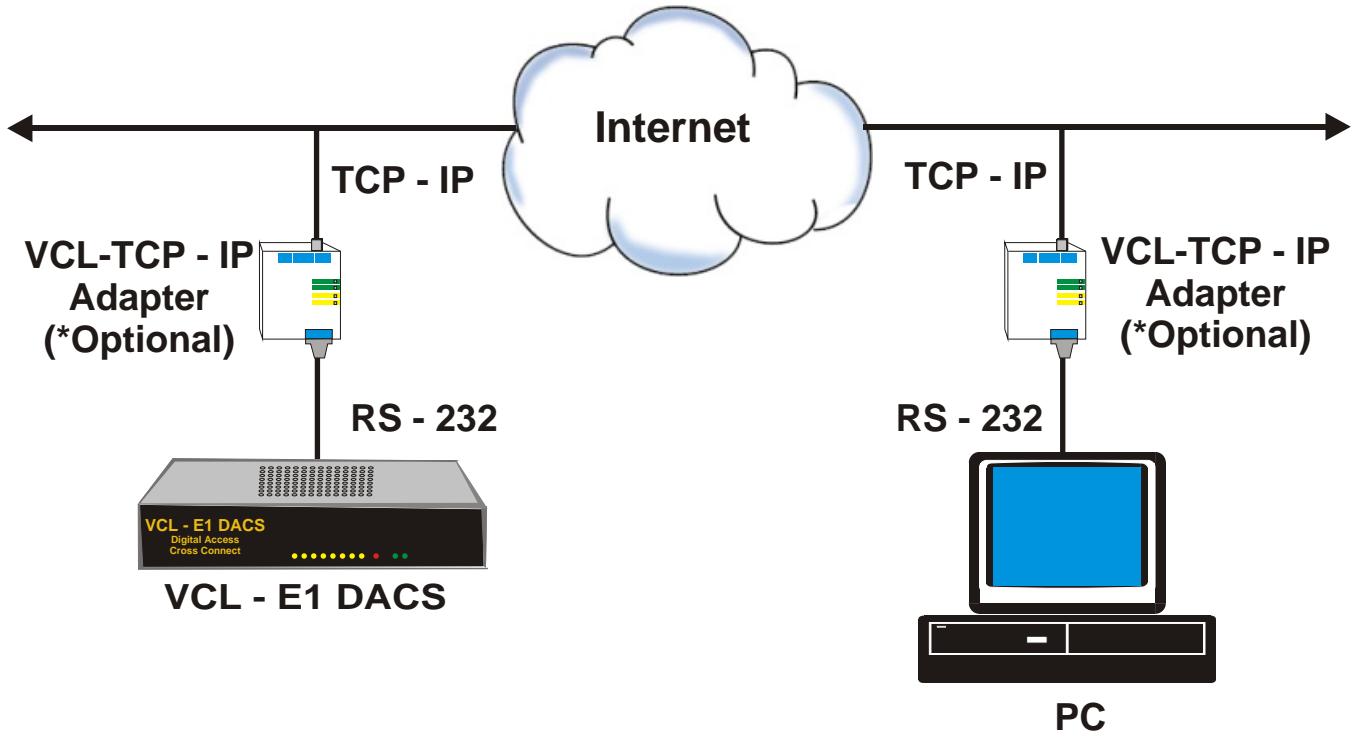 Internet
TCP - IP
TCP - IP
VCL-TCP - IP
Adapter
(*Optional)
VCL-TCP - IP
Adapter
(*Optional)
RS - 232
RS - 232
VCL - E1 DACS
Digital Access
Cross Connect
VCL - E1 DACS
PC